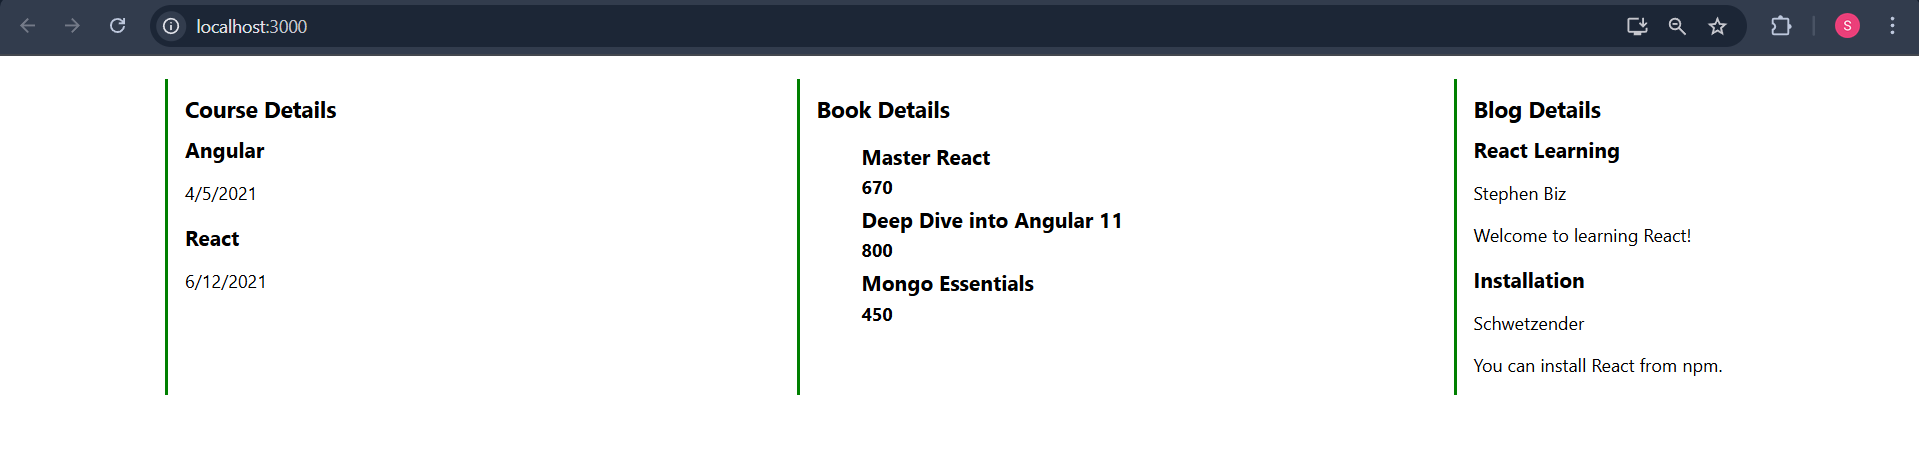 localhost:3000
S
Course Details
Angular
4/5/2021
React
6/12/2021
Book Details
Master React
670
Deep Dive into Angular 11
800
Mongo Essentials
450
Blog Details
React Learning
Stephen Biz
Welcome to learning React!
Installation
Schwetzender
You can install React from npm.